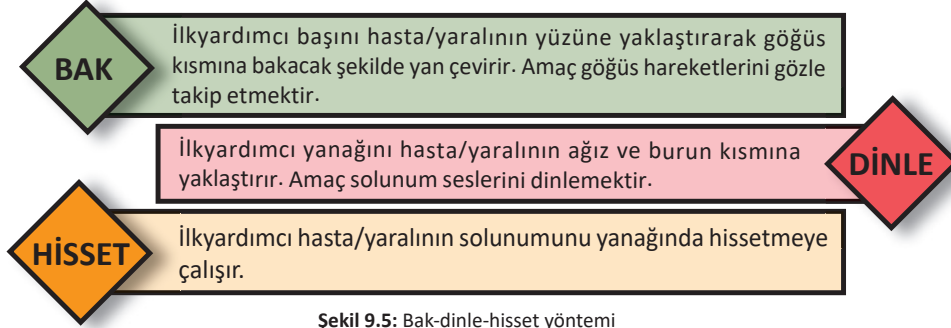 BAK
İlkyardımcı başını hasta/yaralının yüzüne yaklaştırarak göğüs
kısmına bakacak şekilde yan çevirir. Amaç göğüs hareketlerini gözle
takip etmektir.
İlkyardımcı yanağını hasta/yaralının ağız ve burun kısmına
yaklaştırır. Amaç solunum seslerini dinlemektir.
DİNLE
HİSSET
İlkyardımcı hasta/yaralının solunumunu yanağında hissetmeye
çalışır.
Şekil 9.5: Bak-dinle-hisset yöntemi